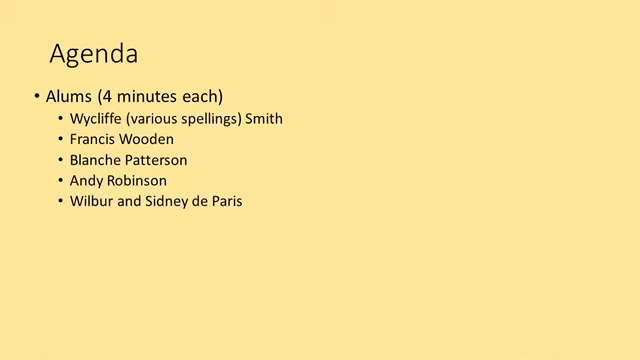 Agenda
• Alums (4 minutes each)
• Wycliffe (various spellings) Smith
• Francis Wooden
• Blanche Patterson
• Andy Robinson
• Wilbur and Sidney de Paris